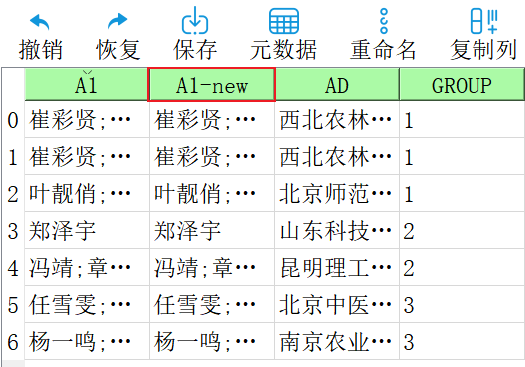 撤销 恢复 保存 元数据 重命名 复制列
A1 A1-new AD GROUP
0 崔彩贤;… 崔彩贤;… 西北农林… 1
1 崔彩贤;… 崔彩贤;… 西北农林… 1
2 叶靓俏;… 叶靓俏;… 北京师范… 1
3 郑泽宇 郑泽宇 山东科技… 2
4 冯靖;章… 冯靖;章… 昆明理工… 2
5 任雪雯;… 任雪雯;… 北京中医… 3
6 杨一鸣;… 杨一鸣;… 南京农业… 3